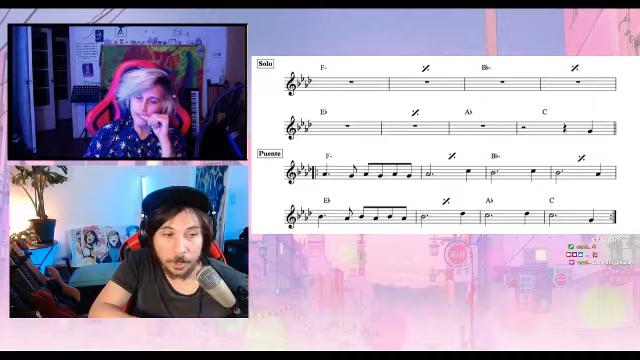 Solo
F- 𝄎 B♭- 𝄎
E♭ 𝄎 A♭ C
Puente
F- 𝄎 B♭- 𝄎
E♭ 𝄎 A♭ C